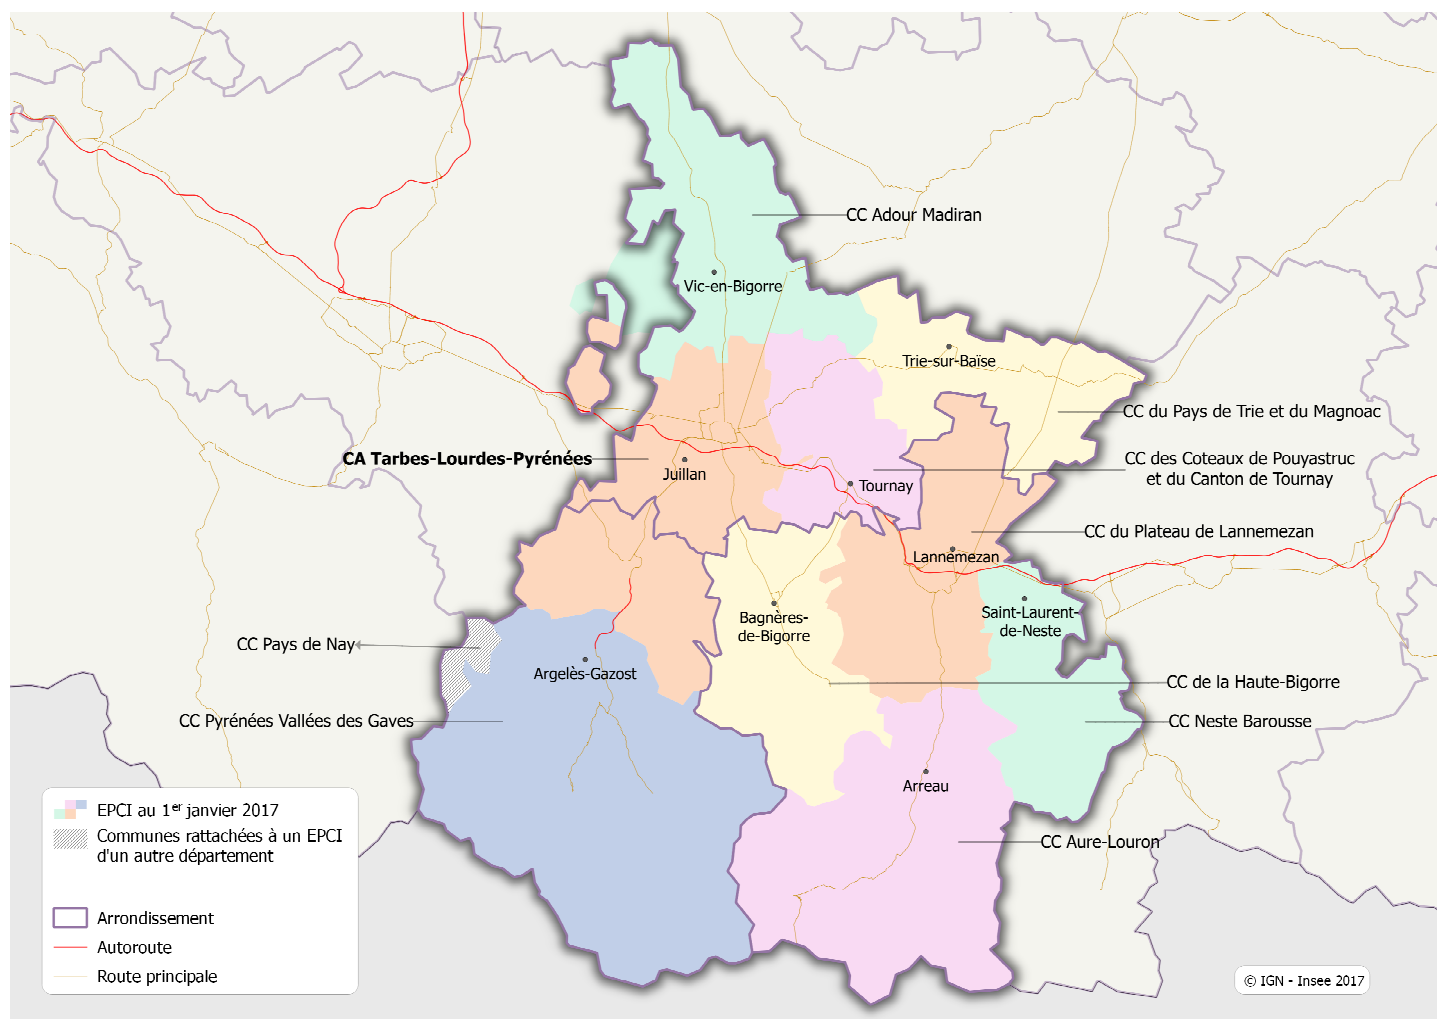 CC Adour Madiran
Vic-en-Bigorre
Trie-sur-Baïse
CC du Pays de Trie et du Magnoac
CA Tarbes-Lourdes-Pyrénées
Juillan
Tournay
CC des Coteaux de Pouyastruc
et du Canton de Tournay
CC du Plateau de Lannemezan
Lannemezan
Bagnères-
de-Bigorre
Saint-Laurent-
de-Neste
CC Pays de Nay
Argelès-Gazost
CC de la Haute-Bigorre
CC Pyrénées Vallées des Gaves
CC Neste Barousse
Arreau
CC Aure-Louron
EPCI au 1er janvier 2017
Communes rattachées à un EPCI
d'un autre département
Arrondissement
Autoroute
Route principale
© IGN - Insee 2017